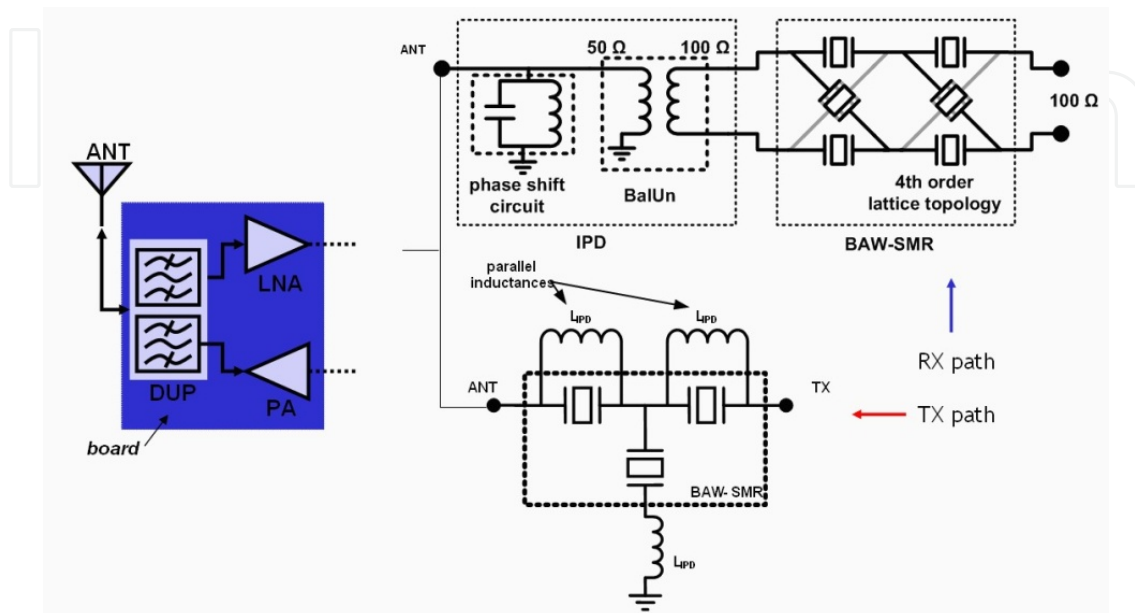 ANT
LNA
DUP
PA
board
ANT
50 Ω
100 Ω
phase shift
circuit
BalUn
IPD
100 Ω
4th order
lattice topology
BAW-SMR
parallel
inductances
LIPD
LIPD
ANT
TX
BAW- SMR
LIPD
RX path
TX path